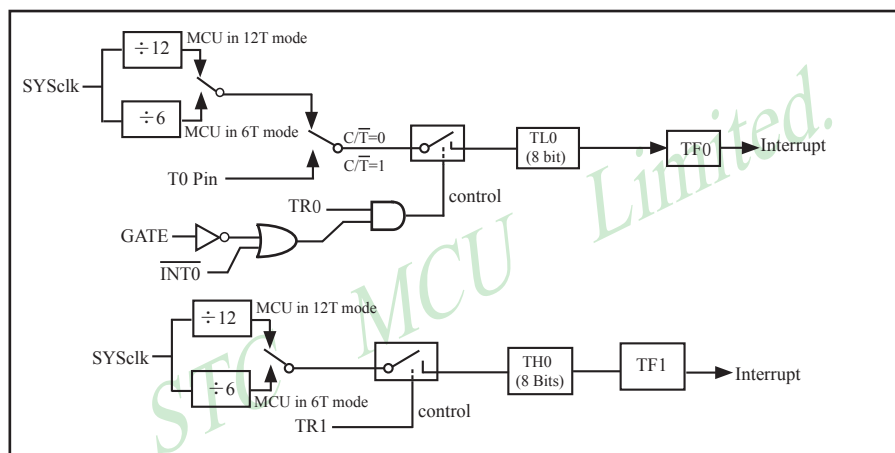 ÷12
MCU in 12T mode
SYSclk
÷6
MCU in 6T mode
C/T̅=0
C/T̅=1
T0 Pin
TL0
(8 bit)
TF0
Interrupt
control
TR0
GATE
I̅N̅T̅0̅
÷12
MCU in 12T mode
SYSclk
÷6
MCU in 6T mode
TH0
(8 Bits)
TF1
Interrupt
control
TR1
STC MCU Limited.